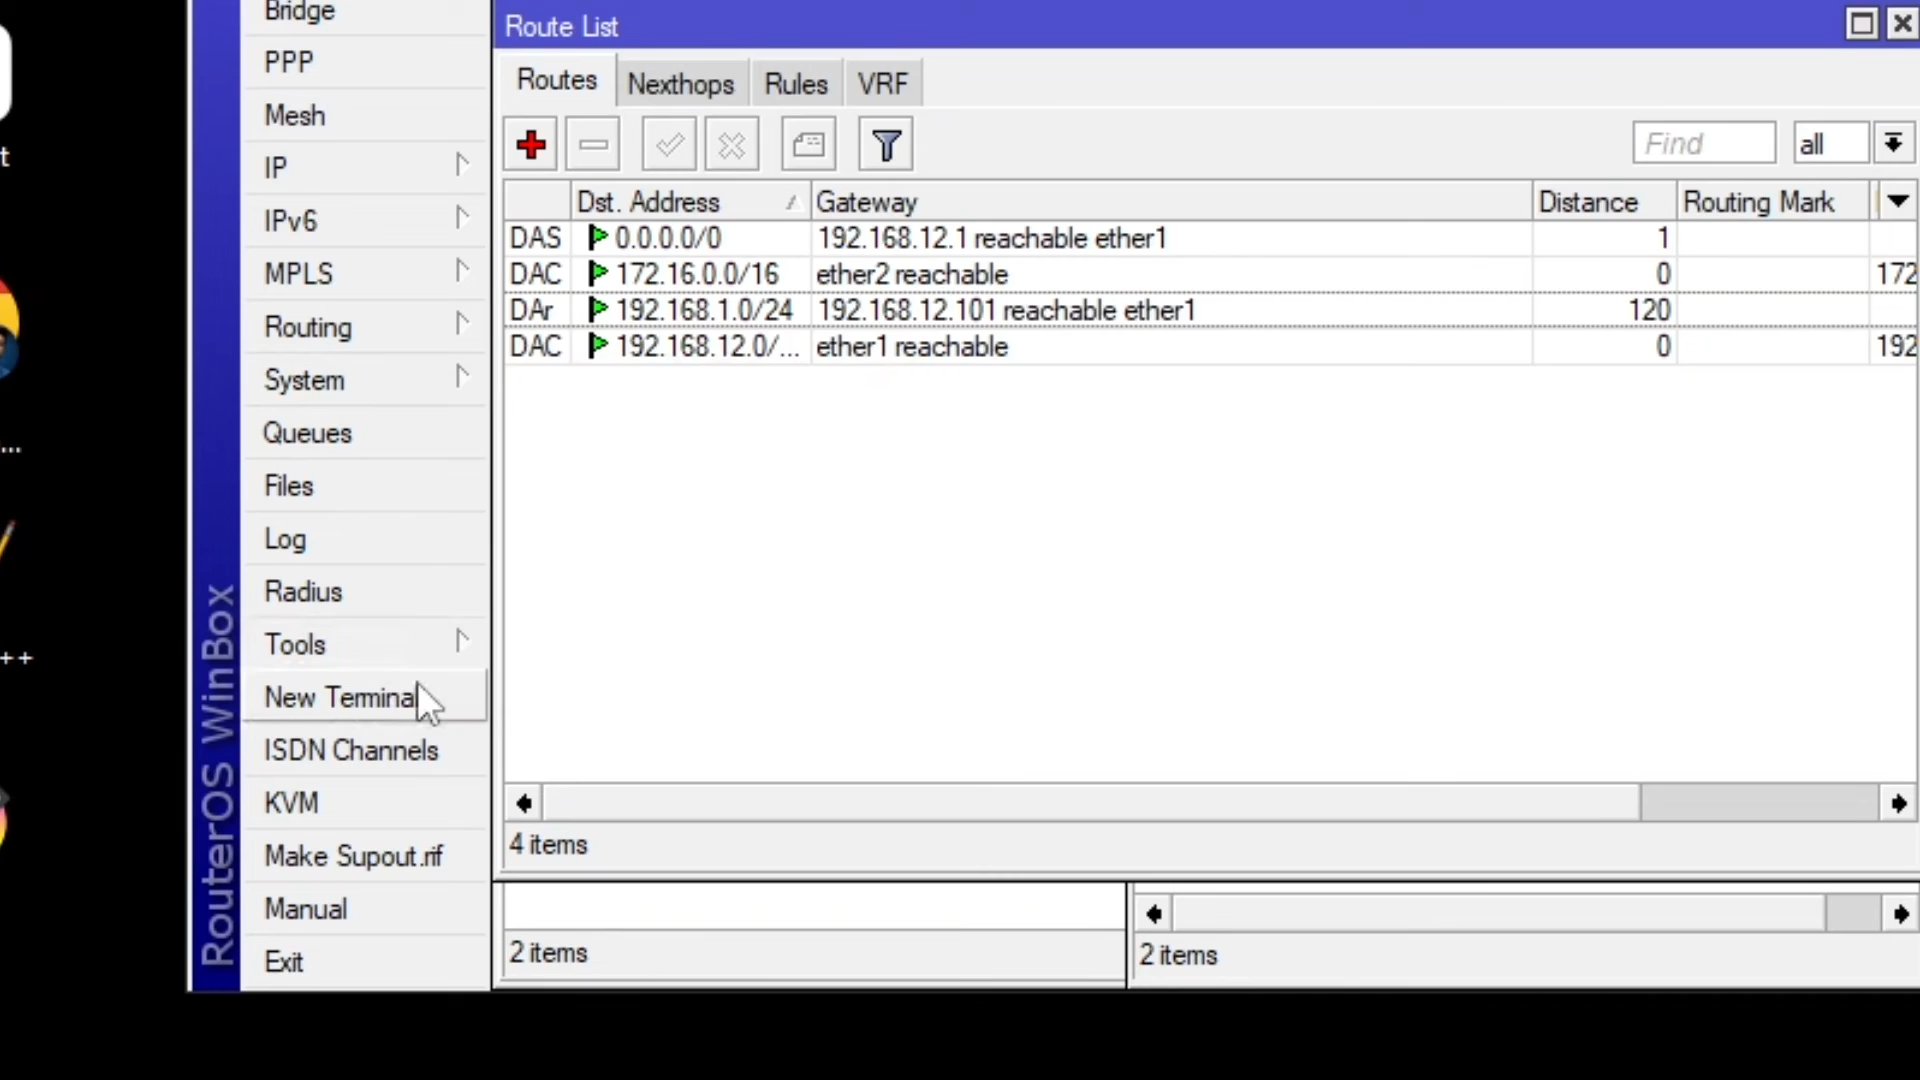 t
...
++
RouterOS WinBox
Bridge
PPP
Mesh
IP
IPv6
MPLS
Routing
System
Queues
Files
Log
Radius
Tools
New Termina
ISDN Channels
KVM
Make Supout.rif
Manual
Exit
Route List
Routes Nexthops Rules VRF
Find all
Dst. Address Gateway Distance Routing Mark
DAS 0.0.0.0/0 192.168.12.1 reachable ether1 1
DAC 172.16.0.0/16 ether2 reachable 0 172
DAr 192.168.1.0/24 192.168.12.101 reachable ether1 120
DAC 192.168.12.0/... ether1 reachable 0 192
4 items
2 items
2 items